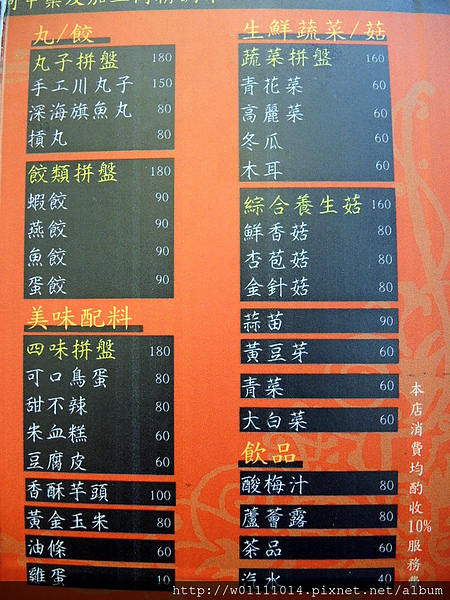 丸/餃
丸子拼盤 180
手工川丸子 150
深海旗魚丸 80
摃丸 80
餃類拼盤 180
蝦餃 90
燕餃 90
魚餃 90
蛋餃 90
美味配料
四味拼盤 180
可口鳥蛋 60
甜不辣 80
米血糕 60
豆腐皮 60
香酥芋頭 100
黃金玉米 80
油條 60
雞蛋 10
生鮮蔬菜/菇
蔬菜拼盤 160
青花菜 60
高麗菜 60
冬瓜 60
木耳 60
綜合養生菇 160
鮮香菇 80
杏苞菇 80
金針菇 80
蒜苗 90
黃豆芽 60
青菜 60
大白菜 60
飲品
酸梅汁 60
蘆薈露 80
茶品 60
汽水 40
本店消費均酌收10%服務費
http://w01111014.pixnet.net/album